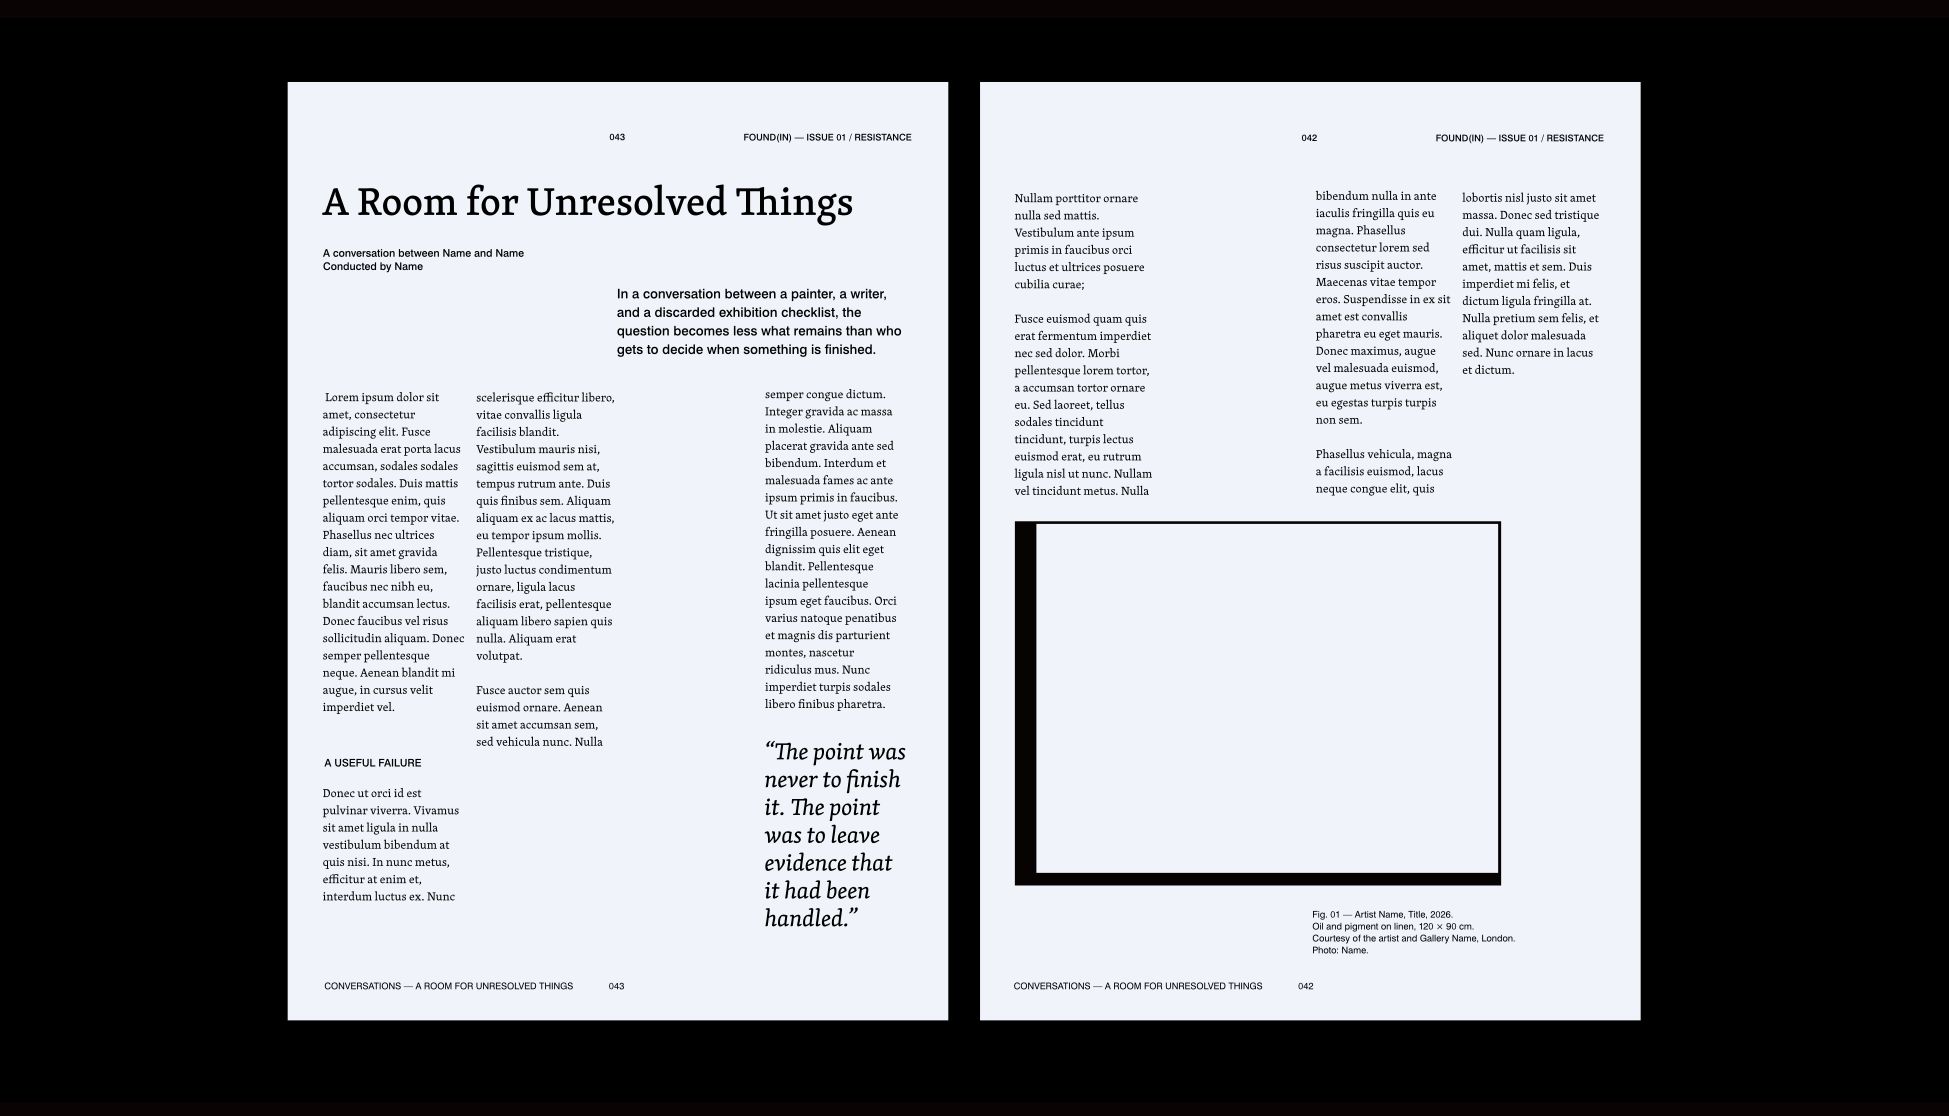 043
FOUND(IN) — ISSUE 01 / RESISTANCE
A Room for Unresolved Things
A conversation between Name and Name
Conducted by Name
In a conversation between a painter, a writer,
and a discarded exhibition checklist, the
question becomes less what remains than who
gets to decide when something is finished.
Lorem ipsum dolor sit
amet, consectetur
adipiscing elit. Fusce
malesuada erat porta lacus
accumsan, sodales sodales
tortor sodales. Duis mattis
pellentesque enim, quis
aliquam orci tempor vitae.
Phasellus nec ultrices
diam, sit amet gravida
felis. Mauris libero sem,
faucibus nec nibh eu,
blandit accumsan lectus.
Donec faucibus vel risus
sollicitudin aliquam. Donec
semper pellentesque
neque. Aenean blandit mi
augue, in cursus velit
imperdiet vel.
A USEFUL FAILURE
Donec ut orci id est
pulvinar viverra. Vivamus
sit amet ligula in nulla
vestibulum bibendum at
quis nisi. In nunc metus,
efficitur at enim et,
interdum luctus ex. Nunc
scelerisque efficitur libero,
vitae convallis ligula
facilisis blandit.
Vestibulum mauris nisi,
sagittis euismod sem at,
tempus rutrum ante. Duis
quis finibus sem. Aliquam
aliquam ex ac lacus mattis,
eu tempor ipsum mollis.
Pellentesque tristique,
justo luctus condimentum
ornare, ligula lacus
facilisis erat, pellentesque
aliquam libero sapien quis
nulla. Aliquam erat
volutpat.
Fusce auctor sem quis
euismod ornare. Aenean
sit amet accumsan sem,
sed vehicula nunc. Nulla
semper congue dictum.
Integer gravida ac massa
in molestie. Aliquam
placerat gravida ante sed
bibendum. Interdum et
malesuada fames ac ante
ipsum primis in faucibus.
Ut sit amet justo eget ante
fringilla posuere. Aenean
dignissim quis elit eget
blandit. Pellentesque
lacinia pellentesque
ipsum eget faucibus. Orci
varius natoque penatibus
et magnis dis parturient
montes, nascetur
ridiculus mus. Nunc
imperdiet turpis sodales
libero finibus pharetra.
“The point was
never to finish
it. The point
was to leave
evidence that
it had been
handled.”
CONVERSATIONS — A ROOM FOR UNRESOLVED THINGS
043
042
FOUND(IN) — ISSUE 01 / RESISTANCE
Nullam porttitor ornare
nulla sed mattis.
Vestibulum ante ipsum
primis in faucibus orci
luctus et ultrices posuere
cubilia curae;
Fusce euismod quam quis
erat fermentum imperdiet
nec sed dolor. Morbi
pellentesque lorem tortor,
a accumsan tortor ornare
eu. Sed laoreet, tellus
sodales tincidunt
tincidunt, turpis lectus
euismod erat, eu rutrum
ligula nisl ut nunc. Nullam
vel tincidunt metus. Nulla
bibendum nulla in ante
iaculis fringilla quis eu
magna. Phasellus
consectetur lorem sed
risus suscipit auctor.
Maecenas vitae tempor
eros. Suspendisse in ex sit
amet est convallis
pharetra eu eget mauris.
Donec maximus, augue
vel malesuada euismod,
augue metus viverra est,
eu egestas turpis turpis
non sem.
Phasellus vehicula, magna
a facilisis euismod, lacus
neque congue elit, quis
lobortis nisl justo sit amet
massa. Donec sed tristique
dui. Nulla quam ligula,
efficitur ut facilisis sit
amet, mattis et sem. Duis
imperdiet mi felis, et
dictum ligula fringilla at.
Nulla pretium sem felis, et
aliquet dolor malesuada
sed. Nunc ornare in lacus
et dictum.
Fig. 01 — Artist Name, Title, 2026.
Oil and pigment on linen, 120 × 90 cm.
Courtesy of the artist and Gallery Name, London.
Photo: Name.
CONVERSATIONS — A ROOM FOR UNRESOLVED THINGS
042